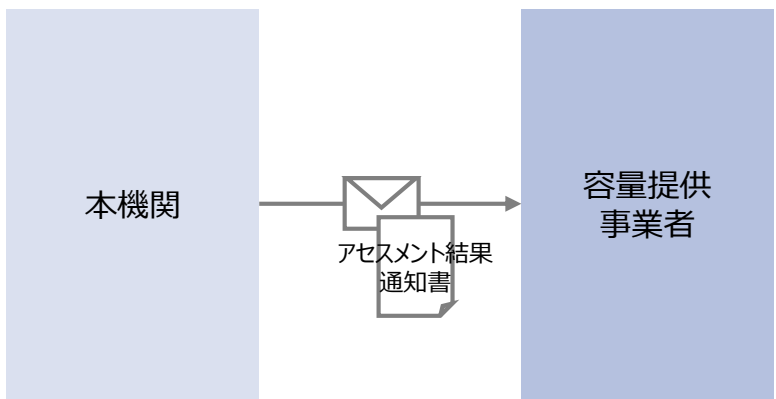 本機関
アセスメント結果
通知書
容量提供
事業者